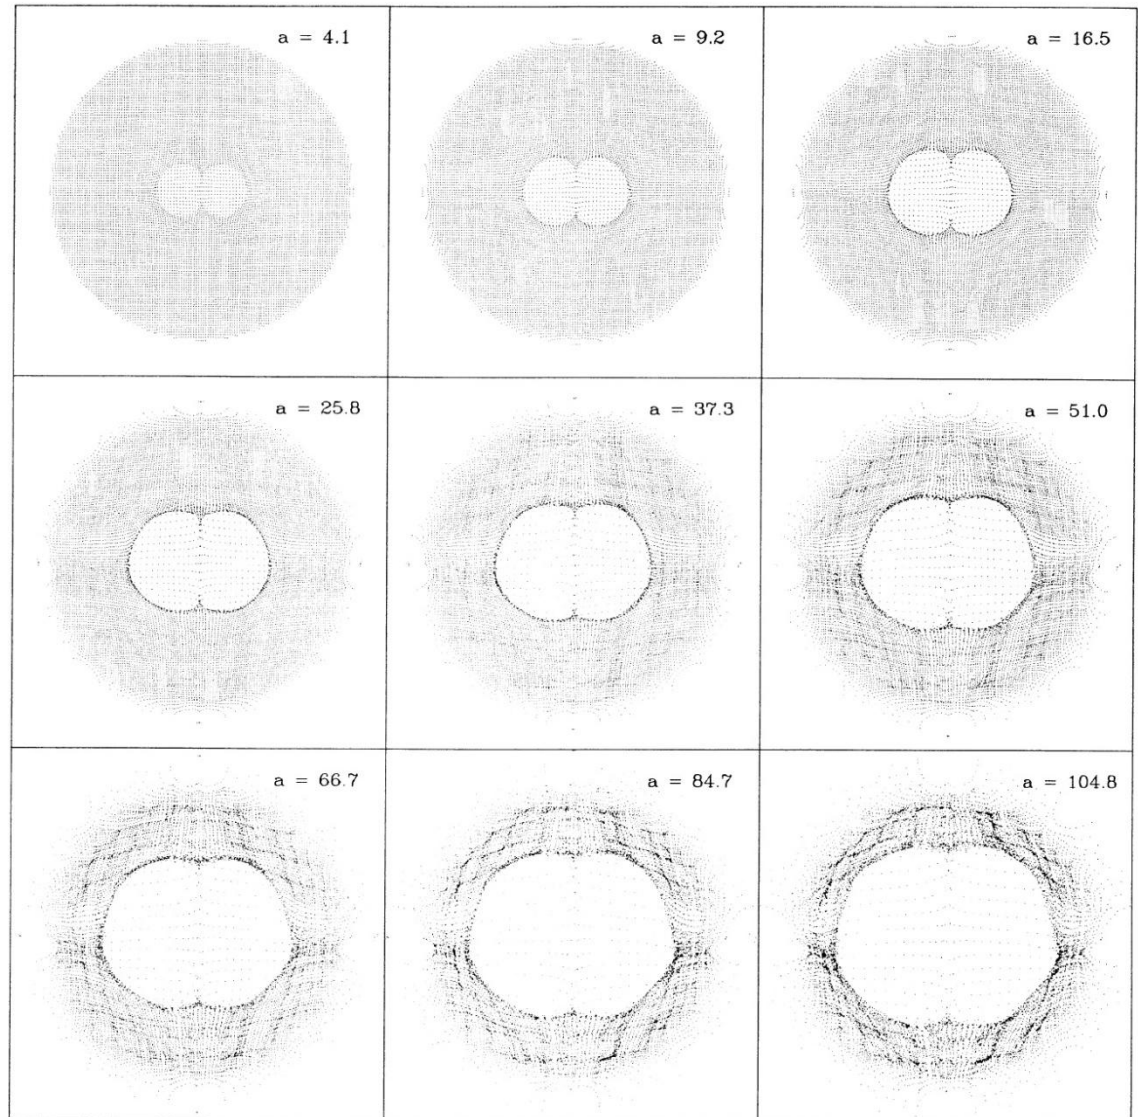 a = 4.1
a = 9.2
a = 16.5
a = 25.8
a = 37.3
a = 51.0
a = 66.7
a = 84.7
a = 104.8